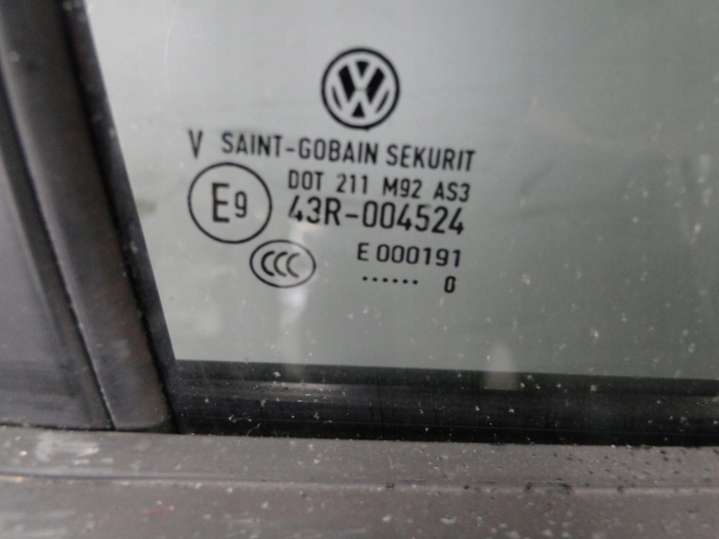 V SAINT-GOBAIN SEKURIT
DOT 211 M92 AS3
E9 43R-004524
CCC E 000191
...... 0